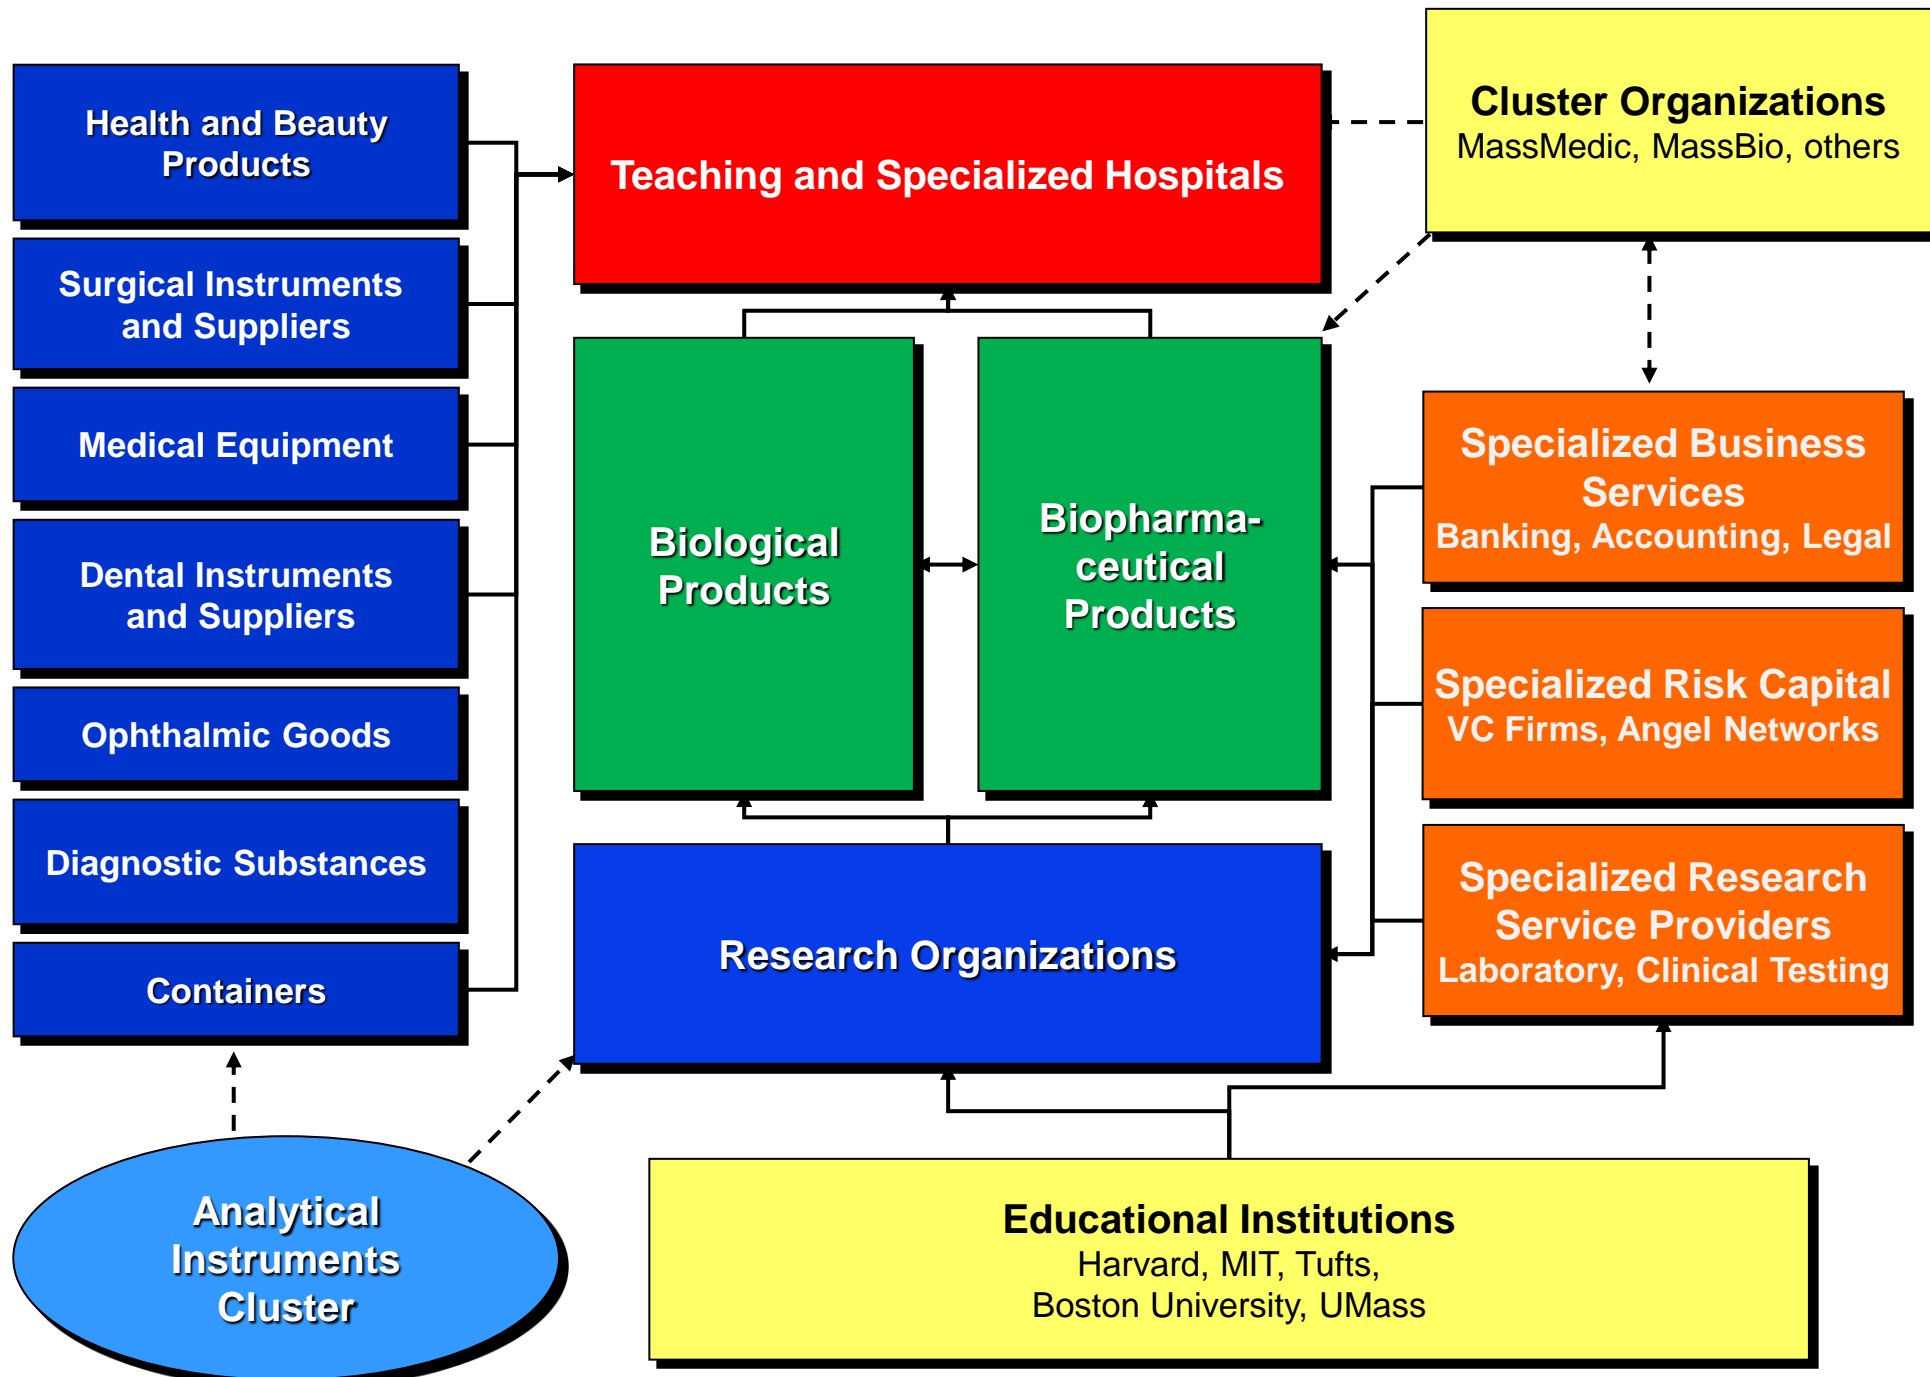 Health and Beauty
Products
Surgical Instruments
and Suppliers
Medical Equipment
Dental Instruments
and Suppliers
Ophthalmic Goods
Diagnostic Substances
Containers
Analytical
Instruments
Cluster
Teaching and Specialized Hospitals
Biological
Products
Biopharma-
ceutical
Products
Research Organizations
Educational Institutions
Harvard, MIT, Tufts,
Boston University, UMass
Cluster Organizations
MassMedic, MassBio, others
Specialized Business
Services
Banking, Accounting, Legal
Specialized Risk Capital
VC Firms, Angel Networks
Specialized Research
Service Providers
Laboratory, Clinical Testing